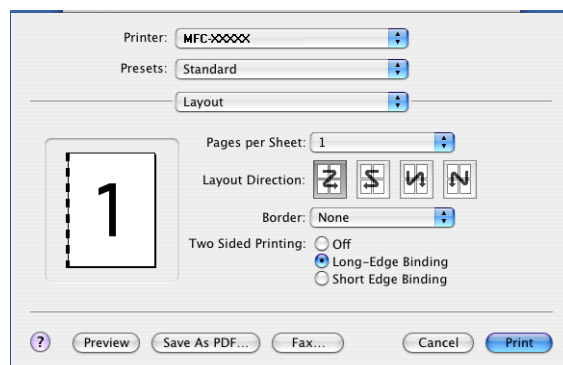 Printer: MFC-XXXXX
Presets: Standard
Layout
Pages per Sheet: 1
Layout Direction:
Border: None
Two Sided Printing: Off
Long-Edge Binding
Short Edge Binding
1
? Preview Save As PDF... Fax... Cancel Print